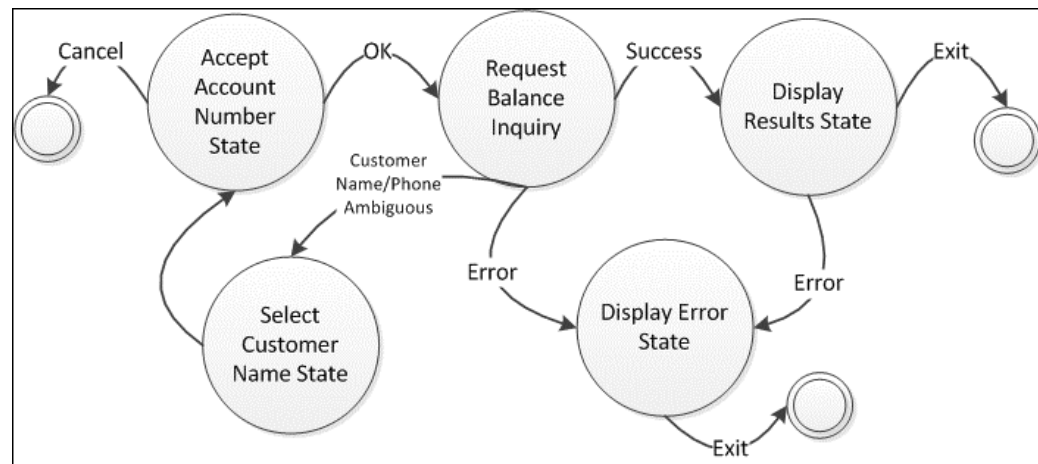 Cancel
Accept
Account
Number
State
OK
Request
Balance
Inquiry
Success
Display
Results State
Exit
Customer
Name/Phone
Ambiguous
Error
Error
Select
Customer
Name State
Display Error
State
Exit